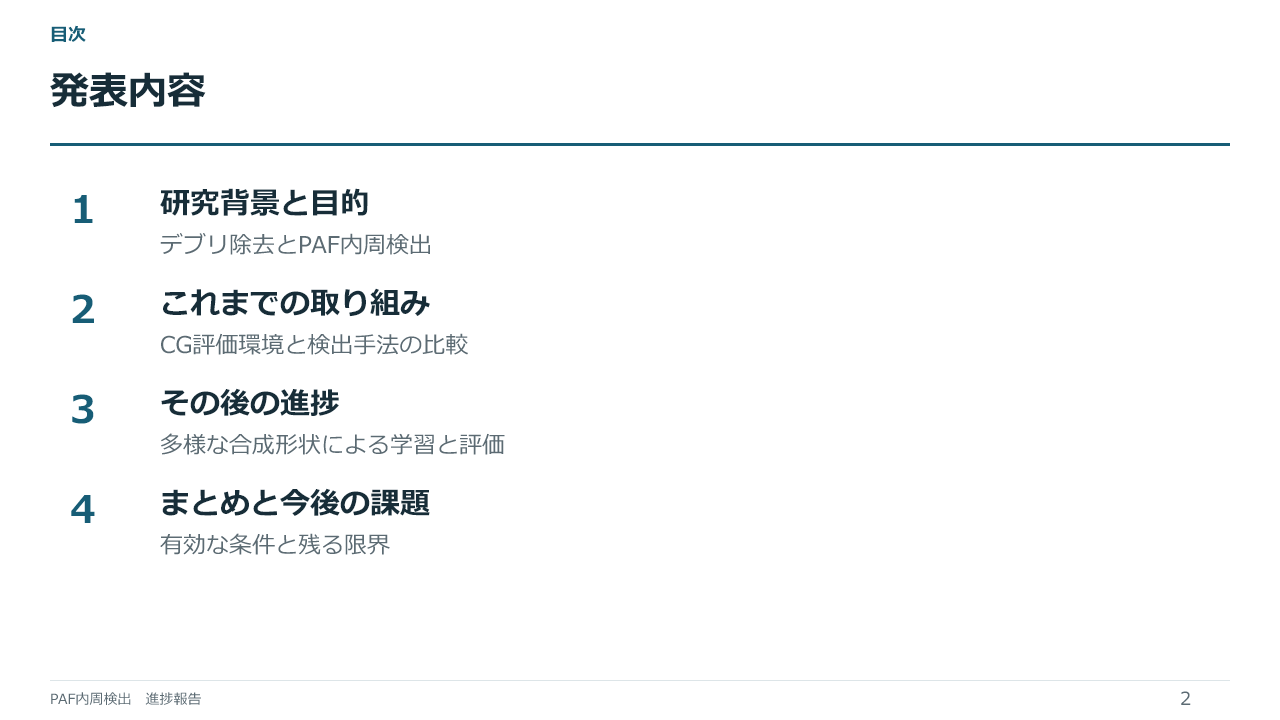 目次
発表内容
1
研究背景と目的
デブリ除去とPAF内周検出
2
これまでの取り組み
CG評価環境と検出手法の比較
3
その後の進捗
多様な合成形状による学習と評価
4
まとめと今後の課題
有効な条件と残る限界
PAF内周検出　進捗報告
2